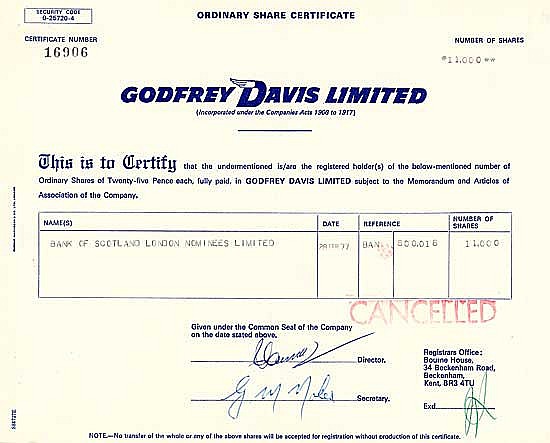 SECURITY CODE
0-25720-4
ORDINARY SHARE CERTIFICATE
CERTIFICATE NUMBER
16906
NUMBER OF SHARES
*11,000**
GODFREY DAVIS LIMITED
(Incorporated under the Companies Acts 1908 to 1917)
This is to Certify that the undermentioned is/are the registered holder(s) of the below-mentioned number of
Ordinary Shares of Twenty-five Pence each, fully paid, in GODFREY DAVIS LIMITED subject to the Memorandum and Articles of
Association of the Company.
NAME(S) DATE REFERENCE NUMBER OF SHARES
BANK OF SCOTLAND LONDON NOMINEES LIMITED BAN 800.016 11,000
CANCELLED
Given under the Common Seal of the Company
on the date stated above.
Director.
Secretary.
Registrars Office:
Bourne House,
34 Beckenham Road,
Beckenham,
Kent, BR3 4TU
Exd
NOTE.—No transfer of the whole or any of the above shares will be accepted for registration without production of this certificate.